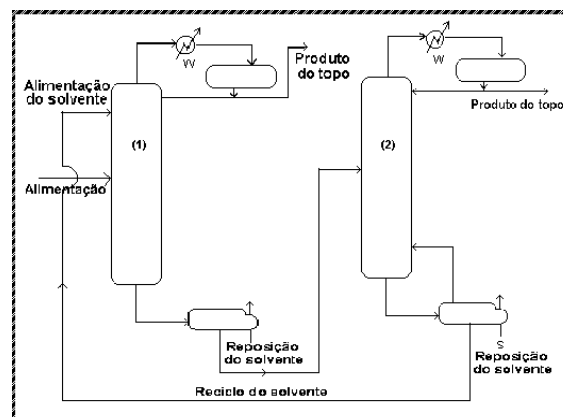 W
Produto
do topo
W
Produto do topo
Alimentação
do solvente
(1)
(2)
Alimentação
Reposição
do solvente
S
Reposição
do solvente
Reciclo do solvente